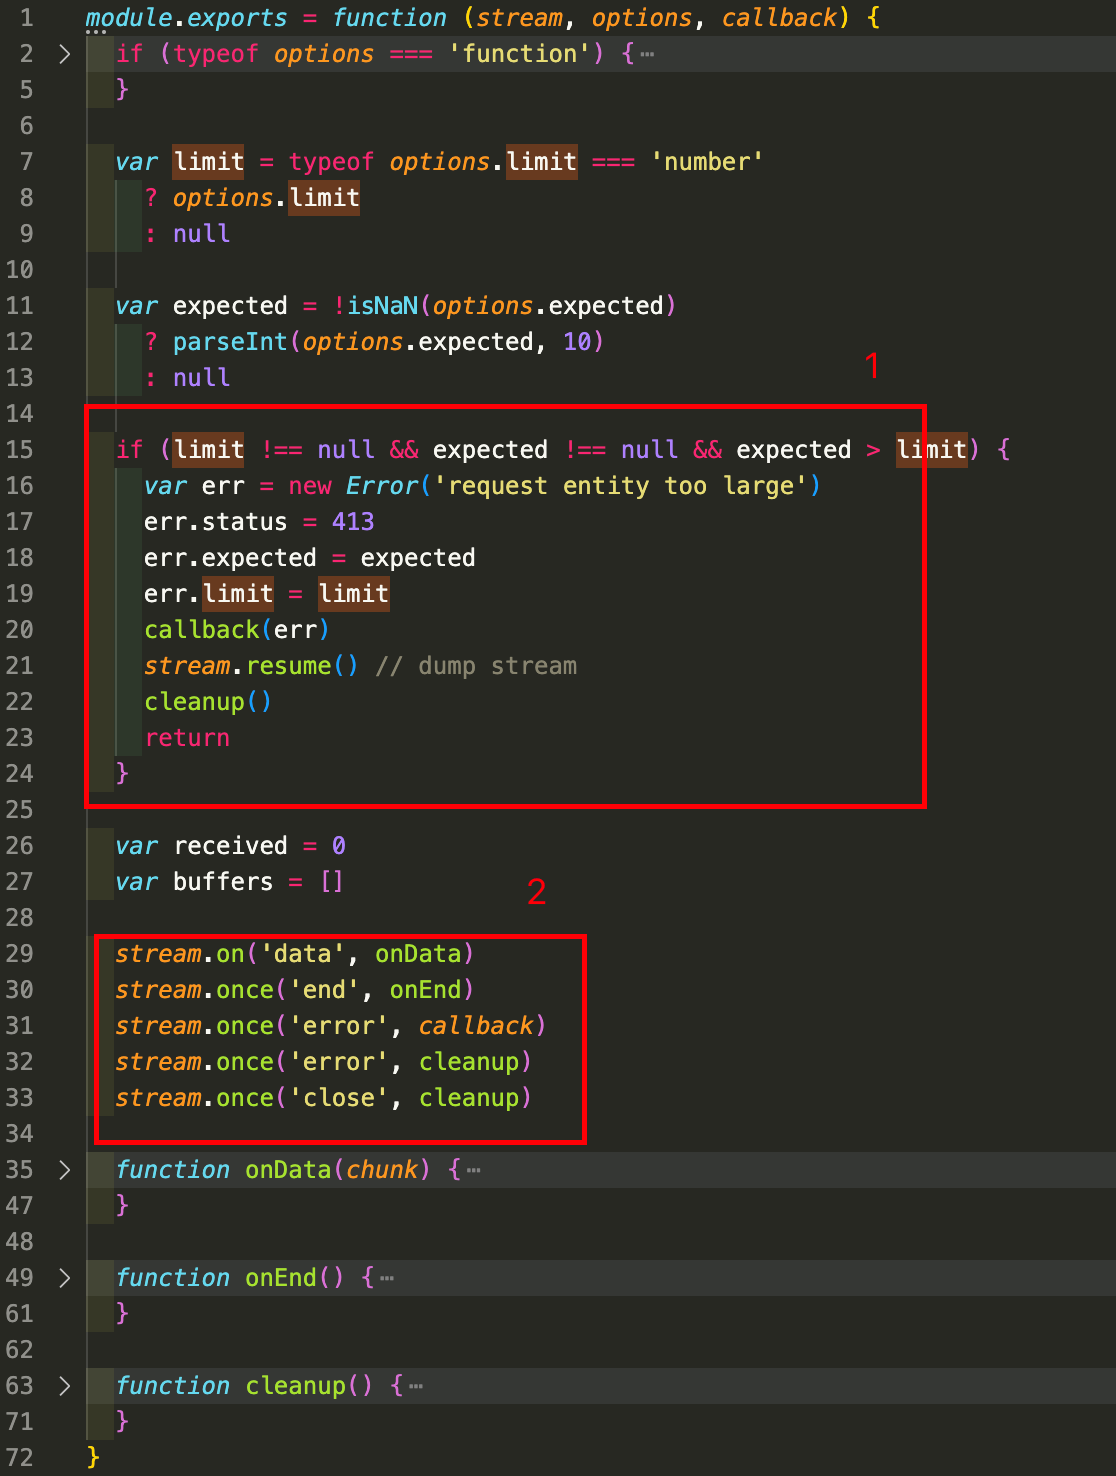 1 module.exports = function (stream, options, callback) {
2 if (typeof options === 'function') {⋯
5 }
6
7 var limit = typeof options.limit === 'number'
8 ? options.limit
9 : null
10
11 var expected = !isNaN(options.expected)
12 ? parseInt(options.expected, 10)
13 : null
1
14
15 if (limit !== null && expected !== null && expected > limit) {
16 var err = new Error('request entity too large')
17 err.status = 413
18 err.expected = expected
19 err.limit = limit
20 callback(err)
21 stream.resume() // dump stream
22 cleanup()
23 return
24 }
25
26 var received = 0
27 var buffers = []
2
28
29 stream.on('data', onData)
30 stream.once('end', onEnd)
31 stream.once('error', callback)
32 stream.once('error', cleanup)
33 stream.once('close', cleanup)
34
35 function onData(chunk) {⋯
47 }
48
49 function onEnd() {⋯
61 }
62
63 function cleanup() {⋯
71 }
72 }